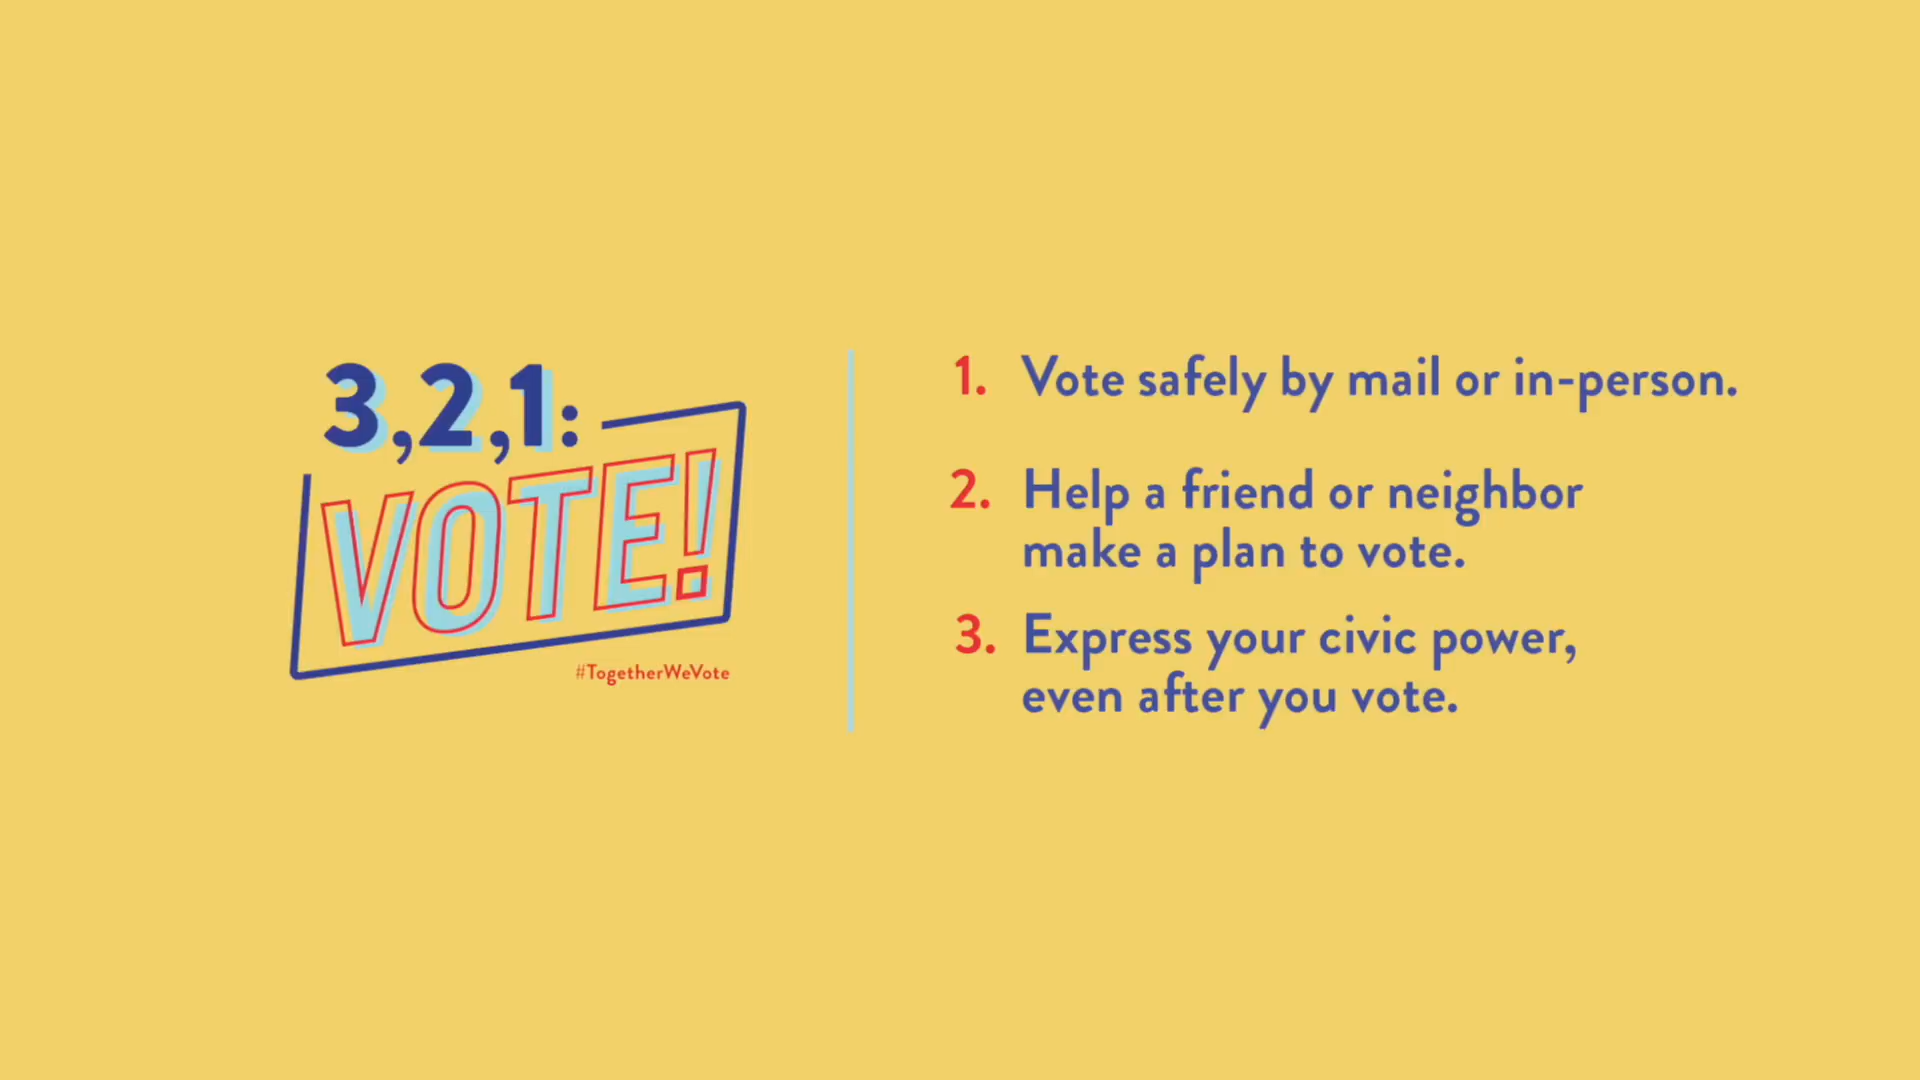 3,2,1:
VOTE!
#TogetherWeVote
1. Vote safely by mail or in-person.
2. Help a friend or neighbor
make a plan to vote.
3. Express your civic power,
even after you vote.